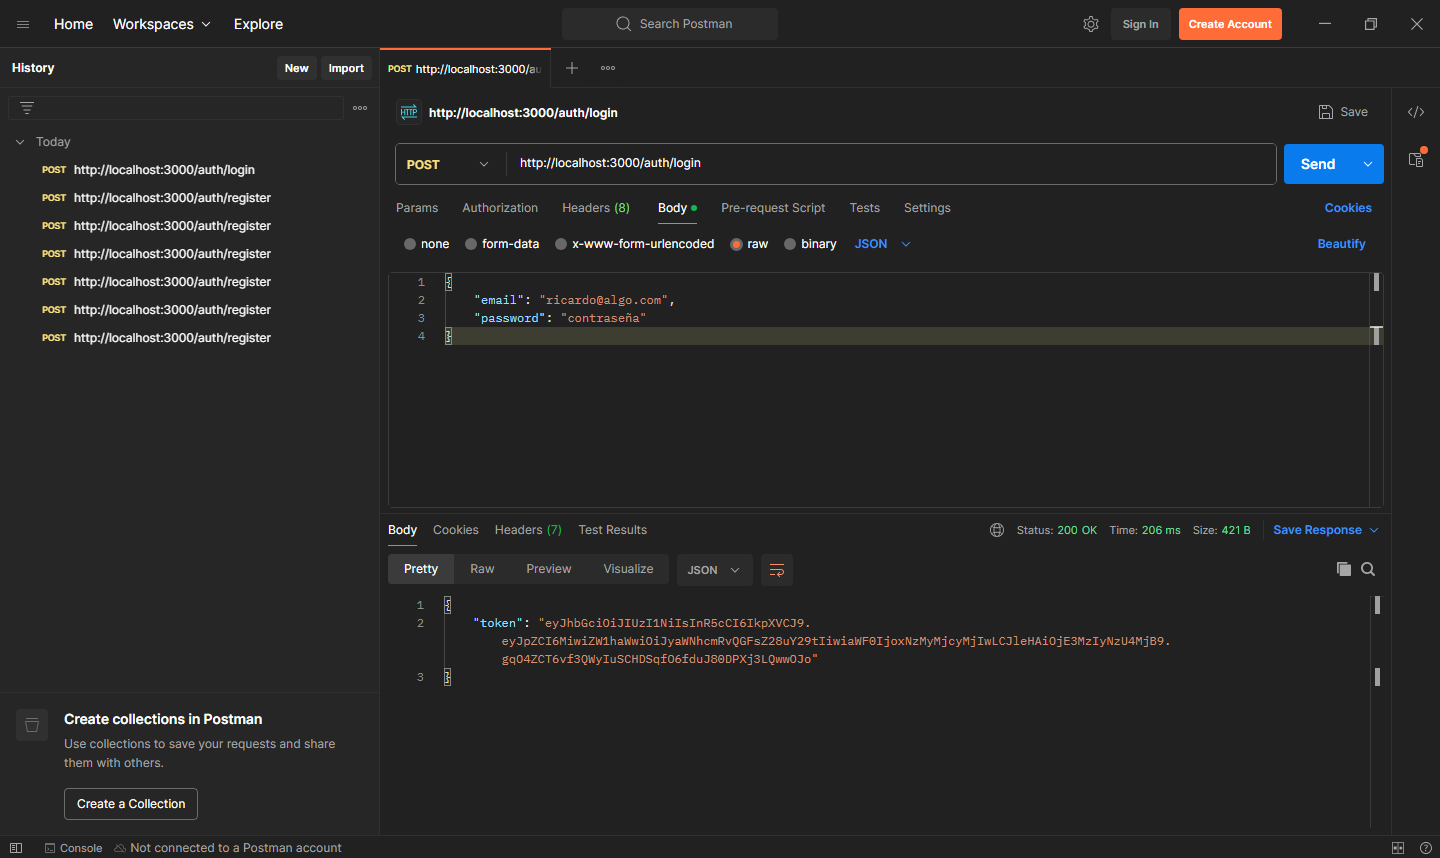 Home Workspaces Explore
Search Postman
Sign In
Create Account
History
New
Import
POST http://localhost:3000/au
HTTP
http://localhost:3000/auth/login
Save
Today
POST http://localhost:3000/auth/login
POST http://localhost:3000/auth/register
POST http://localhost:3000/auth/register
POST http://localhost:3000/auth/register
POST http://localhost:3000/auth/register
POST http://localhost:3000/auth/register
POST http://localhost:3000/auth/register
POST http://localhost:3000/auth/login
Send
Params Authorization Headers (8) Body Pre-request Script Tests Settings
Cookies
none form-data x-www-form-urlencoded raw binary JSON
Beautify
1 {
2 "email": "ricardo@algo.com",
3 "password": "contraseña"
4 }
Body Cookies Headers (7) Test Results
Status: 200 OK Time: 206 ms Size: 421 B
Save Response
Pretty Raw Preview Visualize
JSON
1 {
2 "token": "eyJhbGciOiJIUzI1NiIsInR5cCI6IkpXVCJ9.
eyJpZCI6MiwiZW1haWwiOiJyaWNhcmRvQGFsZ28uY29tIiwiaWF0IjoxNzMyMjcyMjIwLCJleHAiOjE3MzIyNzU4MjB9.
gqO4ZCT6vf3QWyIuSCHDSqfO6fduJ80DPXj3LQwwOJo"
3 }
Create collections in Postman
Use collections to save your requests and share
them with others.
Create a Collection
Console
Not connected to a Postman account